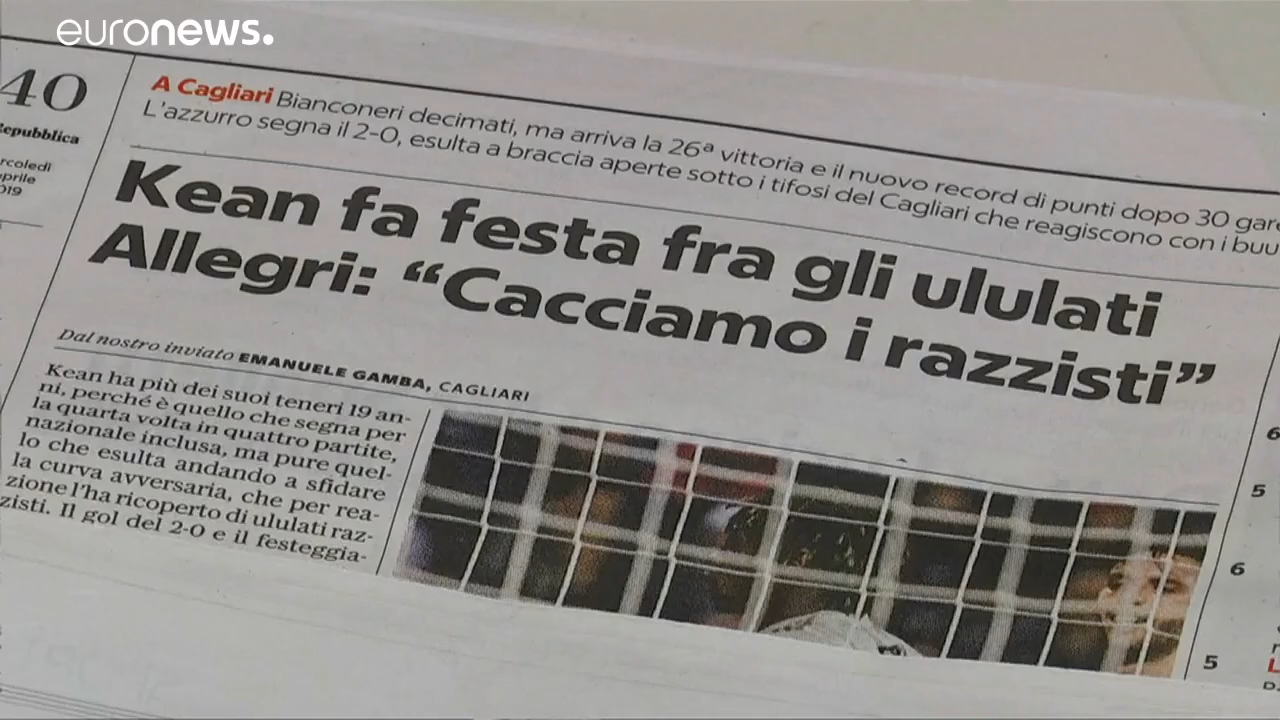 euronews.
40
Repubblica
rcoledì
aprile
2019
A Cagliari Bianconeri decimati, ma arriva la 26ª vittoria e il nuovo record di punti dopo 30 gare
L'azzurro segna il 2-0, esulta a braccia aperte sotto i tifosi del Cagliari che reagiscono con i buu
Kean fa festa fra gli ululati
Allegri: “Cacciamo i razzisti”
Dal nostro inviato EMANUELE GAMBA, CAGLIARI
Kean ha più dei suoi teneri 19 an-
ni, perché è quello che segna per
la quarta volta in quattro partite,
nazionale inclusa, ma pure quel-
lo che esulta andando a sfidare
la curva avversaria, che per rea-
zione l'ha ricoperto di ululati raz-
zisti. Il gol del 2-0 e il festeggia-
6
5
6
5